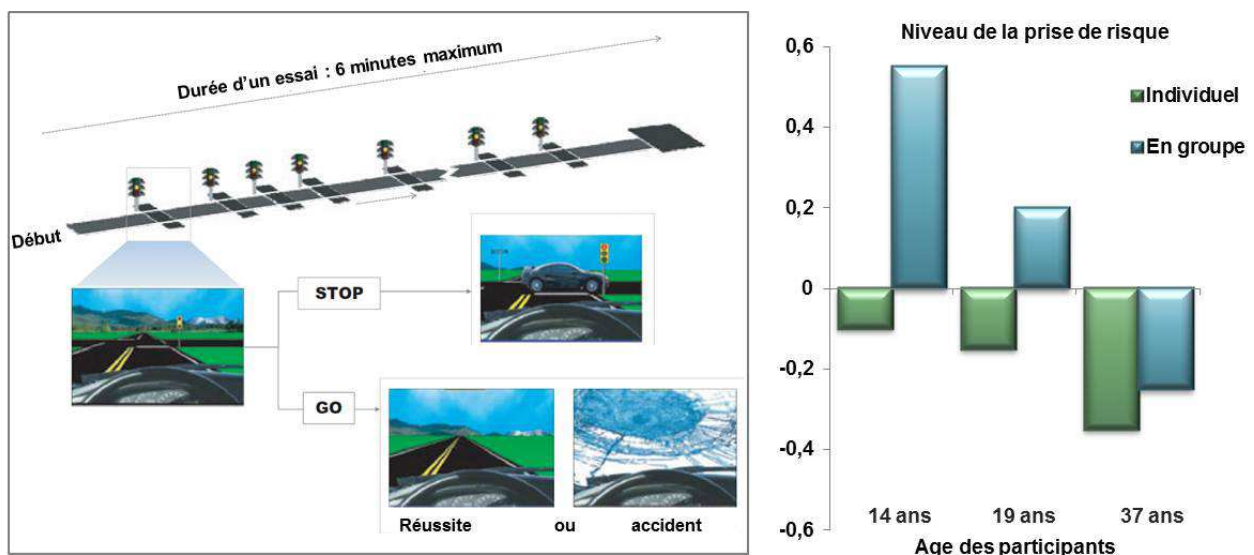 Durée d'un essai : 6 minutes maximum
Début
STOP
GO
Réussite ou accident
Niveau de la prise de risque
Individuel
En groupe
0,6
0,4
0,2
0
-0,2
-0,4
-0,6
14 ans 19 ans 37 ans
Age des participants